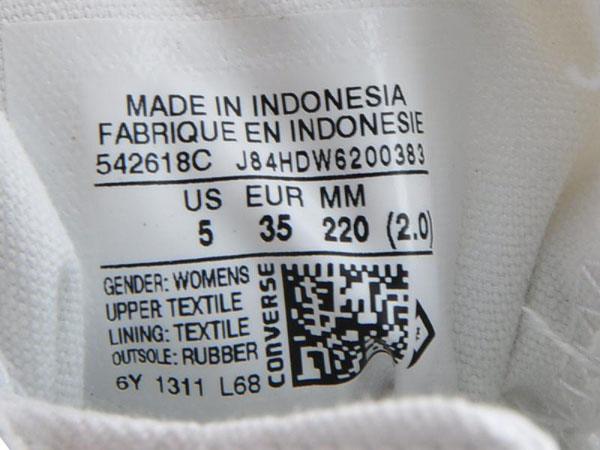 MADE IN INDONESIA
FABRIQUE EN INDONESIE
542618C J84HDW6200383
US EUR MM
5 35 220 (2.0)
GENDER: WOMENS
UPPER TEXTILE
LINING: TEXTILE
OUTSOLE: RUBBER
6Y 1311 L68
CONVERSE